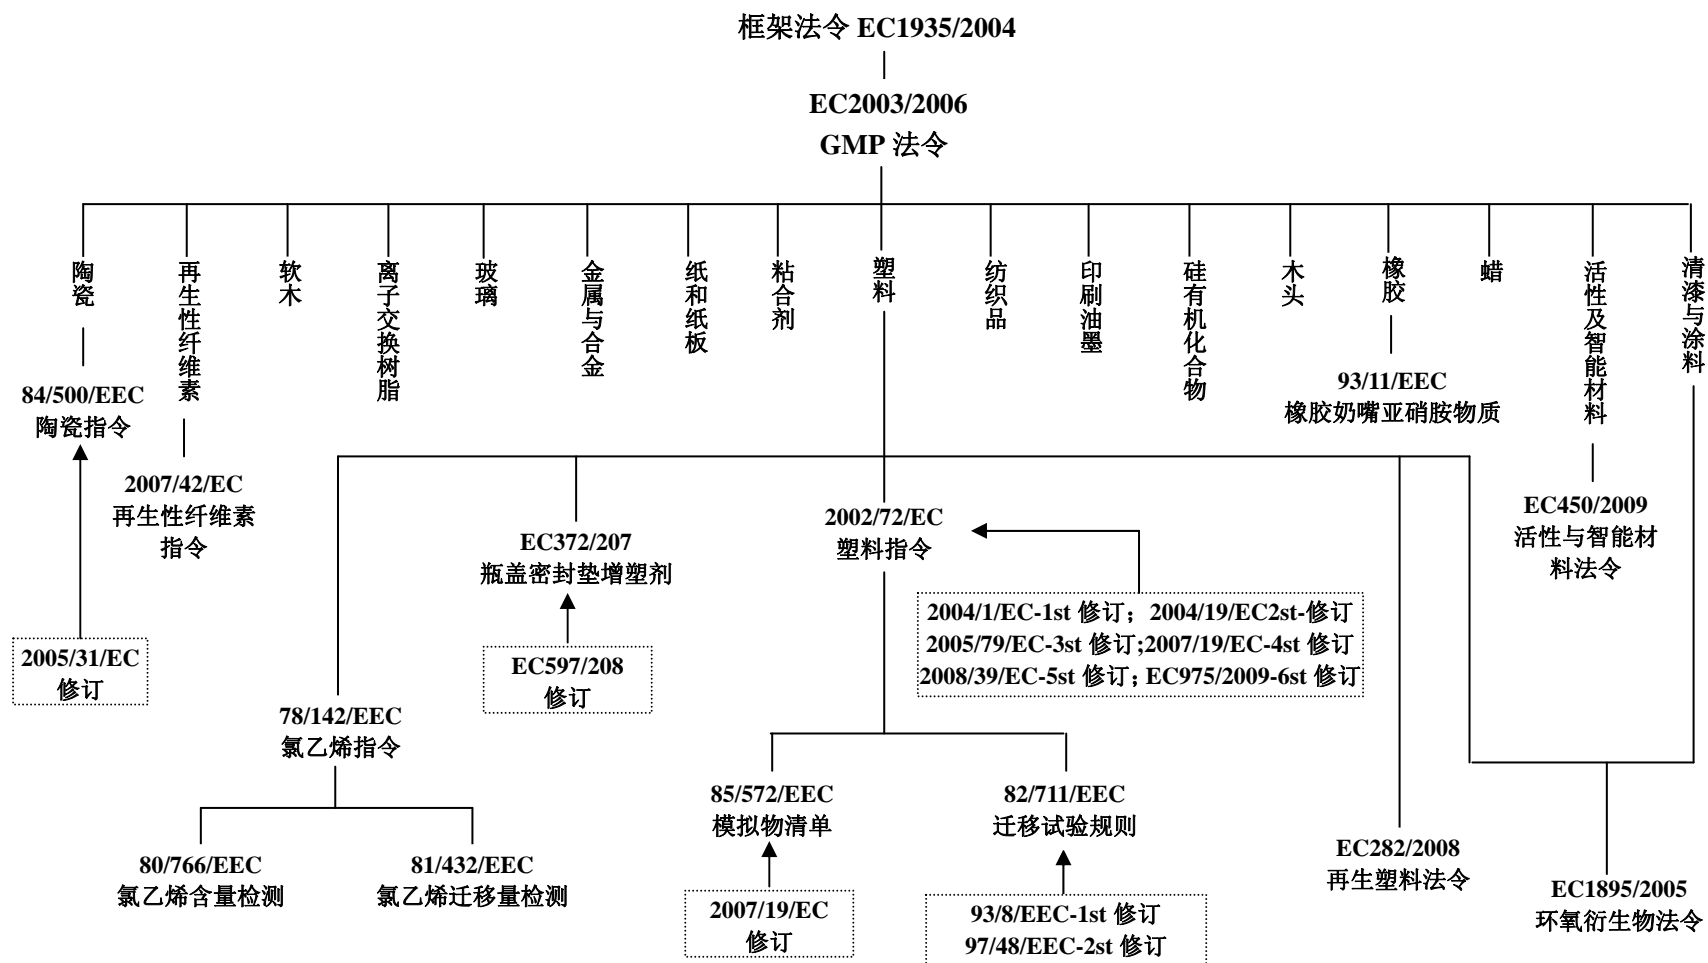 框架法令 EC1935/2004
EC2003/2006
GMP 法令
陶瓷
再生性纤维素
软木
离子交换树脂
玻璃
金属与合金
纸和纸板
粘合剂
塑料
纺织品
印刷油墨
硅有机化合物
木头
橡胶
蜡
活性及智能材料
清漆与涂料
84/500/EEC
陶瓷指令
2005/31/EC
修订
2007/42/EC
再生性纤维素
指令
93/11/EEC
橡胶奶嘴亚硝胺物质
EC450/2009
活性与智能材
料法令
EC372/207
瓶盖密封垫增塑剂
EC597/208
修订
2002/72/EC
塑料指令
2004/1/EC-1st 修订；2004/19/EC2st-修订
2005/79/EC-3st 修订;2007/19/EC-4st 修订
2008/39/EC-5st 修订；EC975/2009-6st 修订
78/142/EEC
氯乙烯指令
80/766/EEC
氯乙烯含量检测
81/432/EEC
氯乙烯迁移量检测
85/572/EEC
模拟物清单
2007/19/EC
修订
82/711/EEC
迁移试验规则
93/8/EEC-1st 修订
97/48/EEC-2st 修订
EC282/2008
再生塑料法令
EC1895/2005
环氧衍生物法令